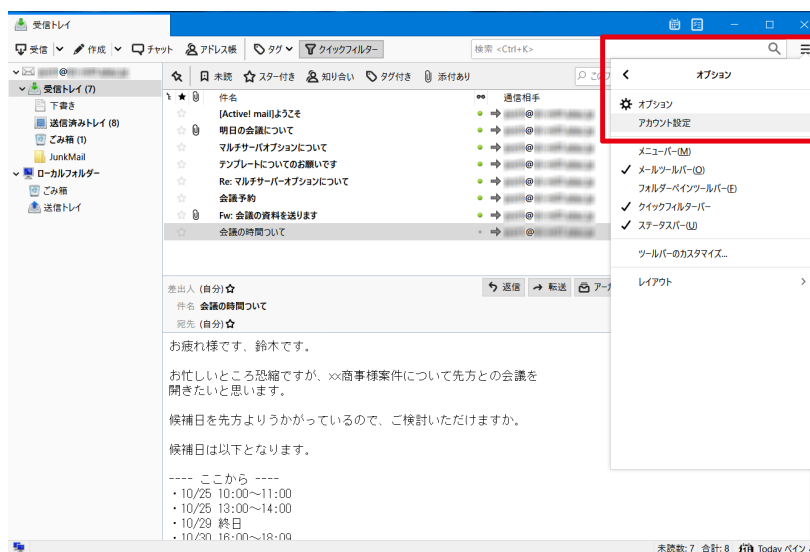 受信トレイ
受信 作成 チャット アドレス帳 タグ クイックフィルター 検索 <Ctrl+K>
オプション
オプション
アカウント設定
メニューバー(M)
メールツールバー(O)
フォルダーペインツールバー(F)
クイックフィルターバー
ステータスバー(U)
ツールバーのカスタマイズ...
レイアウト
@
受信トレイ (7)
下書き
送信済みトレイ (8)
ごみ箱 (1)
JunkMail
ローカルフォルダー
ごみ箱
送信トレイ
未読 スター付き 知り合い タグ付き 添付あり
件名 通信相手
[Active! mail]ようこそ @
明日の会議について @
マルチサーバオプションについて @
テンプレートについてのお願いです @
Re: マルチサーバーオプションについて @
会議予約 @
Fw: 会議の資料を送ります @
会議の時間ついて @
差出人 (自分) 返信 転送
件名 会議の時間ついて
宛先 (自分)
お疲れ様です、鈴木です。
お忙しいところ恐縮ですが、××商事様案件について先方との会議を
開きたいと思います。
候補日を先方よりうかがっているので、ご検討いただけますか。
候補日は以下となります。
---- ここから ----
・10/25 10:00～11:00
・10/25 13:00～14:00
・10/29 終日
・10/30 16:00～18:09
未読数: 7 合計: 8 Today ペイン